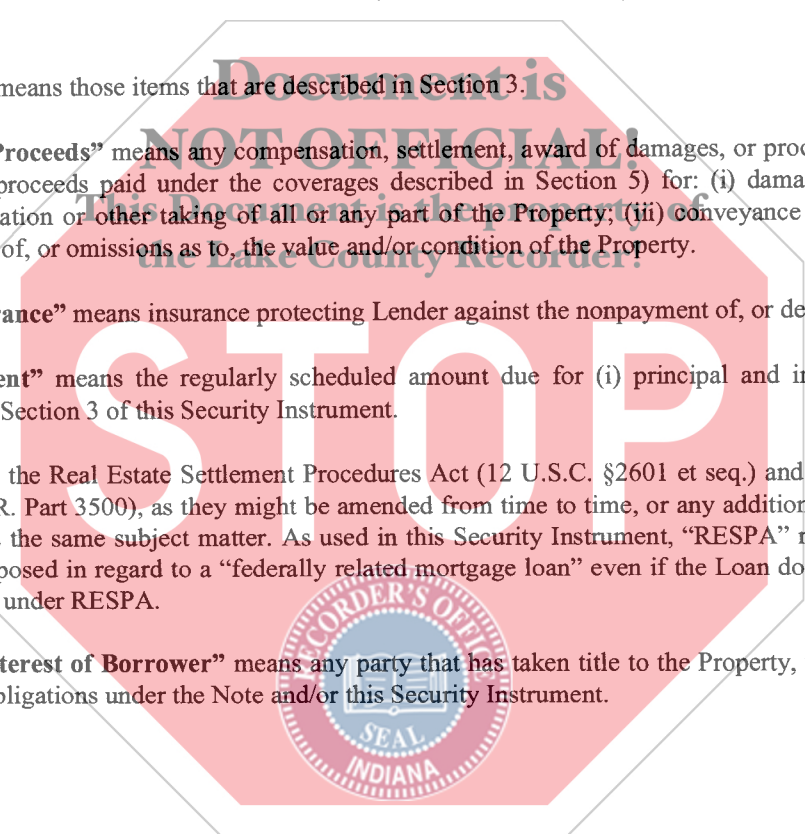 Document is
means those items that are described in Section 3.
NOT OFFICIAL!
Proceeds” means any compensation, settlement, award of damages, or proc
proceeds paid under the coverages described in Section 5) for: (i) dama
This Document is the property of
ation or other taking of all or any part of the Property; (iii) conveyance
of, or omissions as to, the value and/or condition of the Property.
the Lake County Recorder!
ance” means insurance protecting Lender against the nonpayment of, or de
STOP
ent” means the regularly scheduled amount due for (i) principal and in
Section 3 of this Security Instrument.
the Real Estate Settlement Procedures Act (12 U.S.C. §2601 et seq.) and
R. Part 3500), as they might be amended from time to time, or any addition
the same subject matter. As used in this Security Instrument, “RESPA” r
posed in regard to a “federally related mortgage loan” even if the Loan do
under RESPA.
RECORDER'S OFFICE
terest of Borrower” means any party that has taken title to the Property,
bligations under the Note and/or this Security Instrument.
SEAL
INDIANA